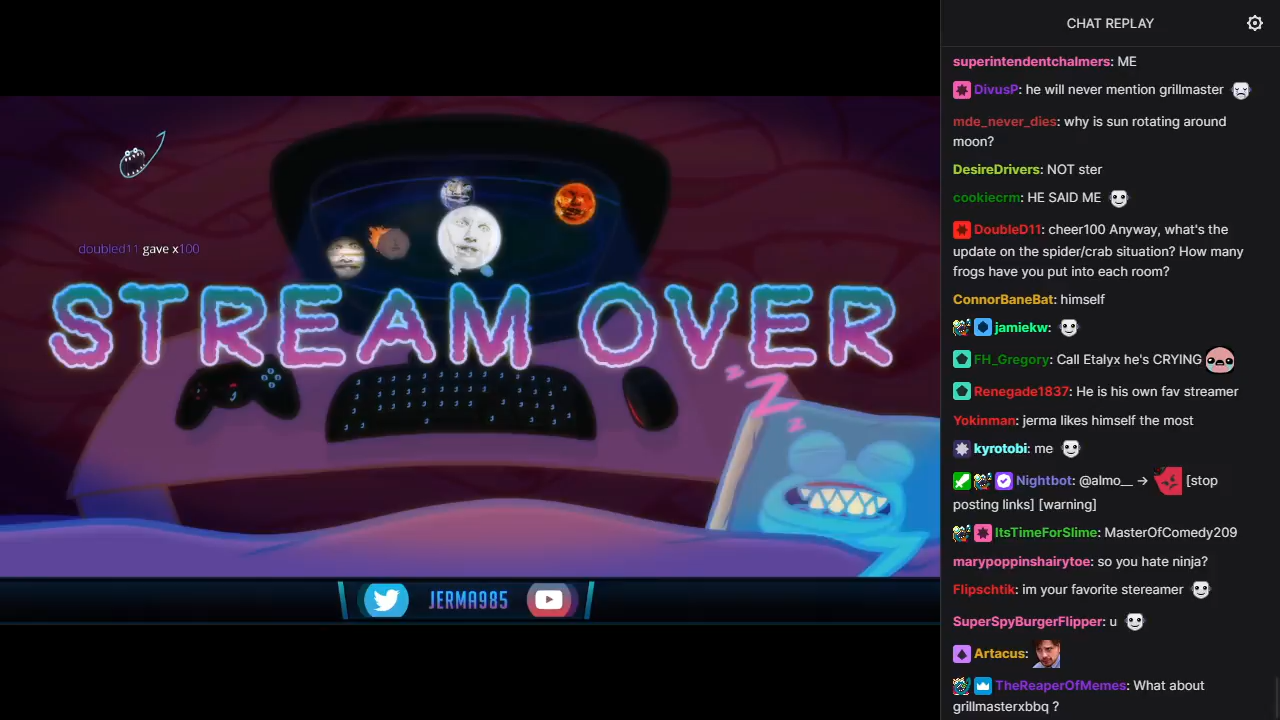 CHAT REPLAY
superintendentchalmers: ME
DivusP: he will never mention grillmaster
mde_never_dies: why is sun rotating around
moon?
DesireDrivers: NOT ster
cookiecrm: HE SAID ME
DoubleD11: cheer100 Anyway, what's the
update on the spider/crab situation? How many
frogs have you put into each room?
ConnorBaneBat: himself
jamiekw:
FH_Gregory: Call Etalyx he's CRYING
Renegade1837: He is his own fav streamer
Yokinman: jerma likes himself the most
kyrotobi: me
Nightbot: @almo__ → [stop
posting links] [warning]
ItsTimeForSlime: MasterOfComedy209
marypoppinshairytoe: so you hate ninja?
Flipschtik: im your favorite stereamer
SuperSpyBurgerFlipper: u
Artacus:
TheReaperOfMemes: What about
grillmasterxbbq ?
doubled11 gave x100
STREAM OVER
z
Z
z
JERMA985